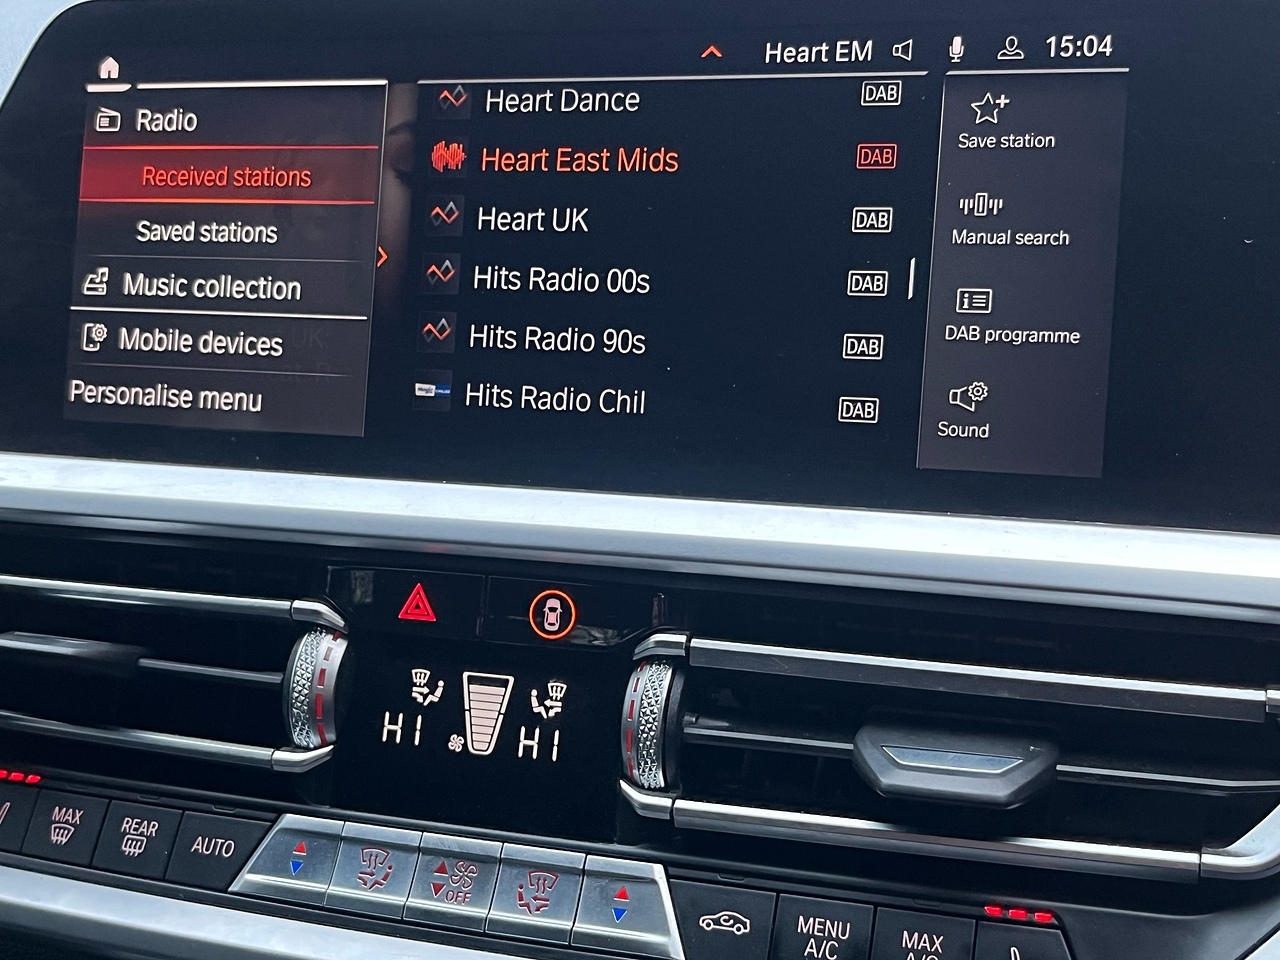 Heart EM
15:04
Radio
Received stations
Saved stations
Music collection
Mobile devices
Personalise menu
Heart Dance DAB
Heart East Mids DAB
Heart UK DAB
Hits Radio 00s DAB
Hits Radio 90s DAB
Hits Radio Chil DAB
Save station
Manual search
DAB programme
Sound
HI
HI
MAX
REAR
AUTO
OFF
MENU
A/C
MAX
A/C